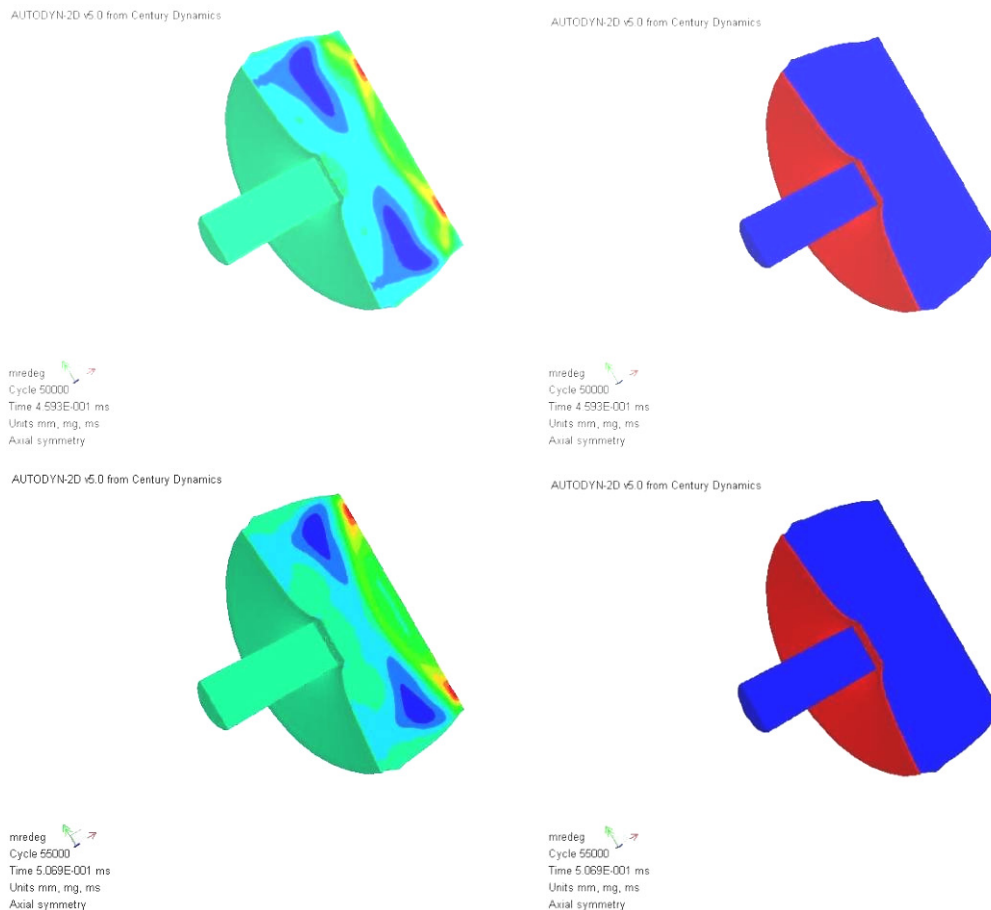 AUTODYN-2D v5.0 from Century Dynamics
AUTODYN-2D v5.0 from Century Dynamics
mredeg
Cycle 50000
Time 4.593E-001 ms
Units mm, mg, ms
Axial symmetry
mredeg
Cycle 50000
Time 4.593E-001 ms
Units mm, mg, ms
Axial symmetry
AUTODYN-2D v5.0 from Century Dynamics
AUTODYN-2D v5.0 from Century Dynamics
mredeg
Cycle 55000
Time 5.069E-001 ms
Units mm, mg, ms
Axial symmetry
mredeg
Cycle 55000
Time 5.069E-001 ms
Units mm, mg, ms
Axial symmetry